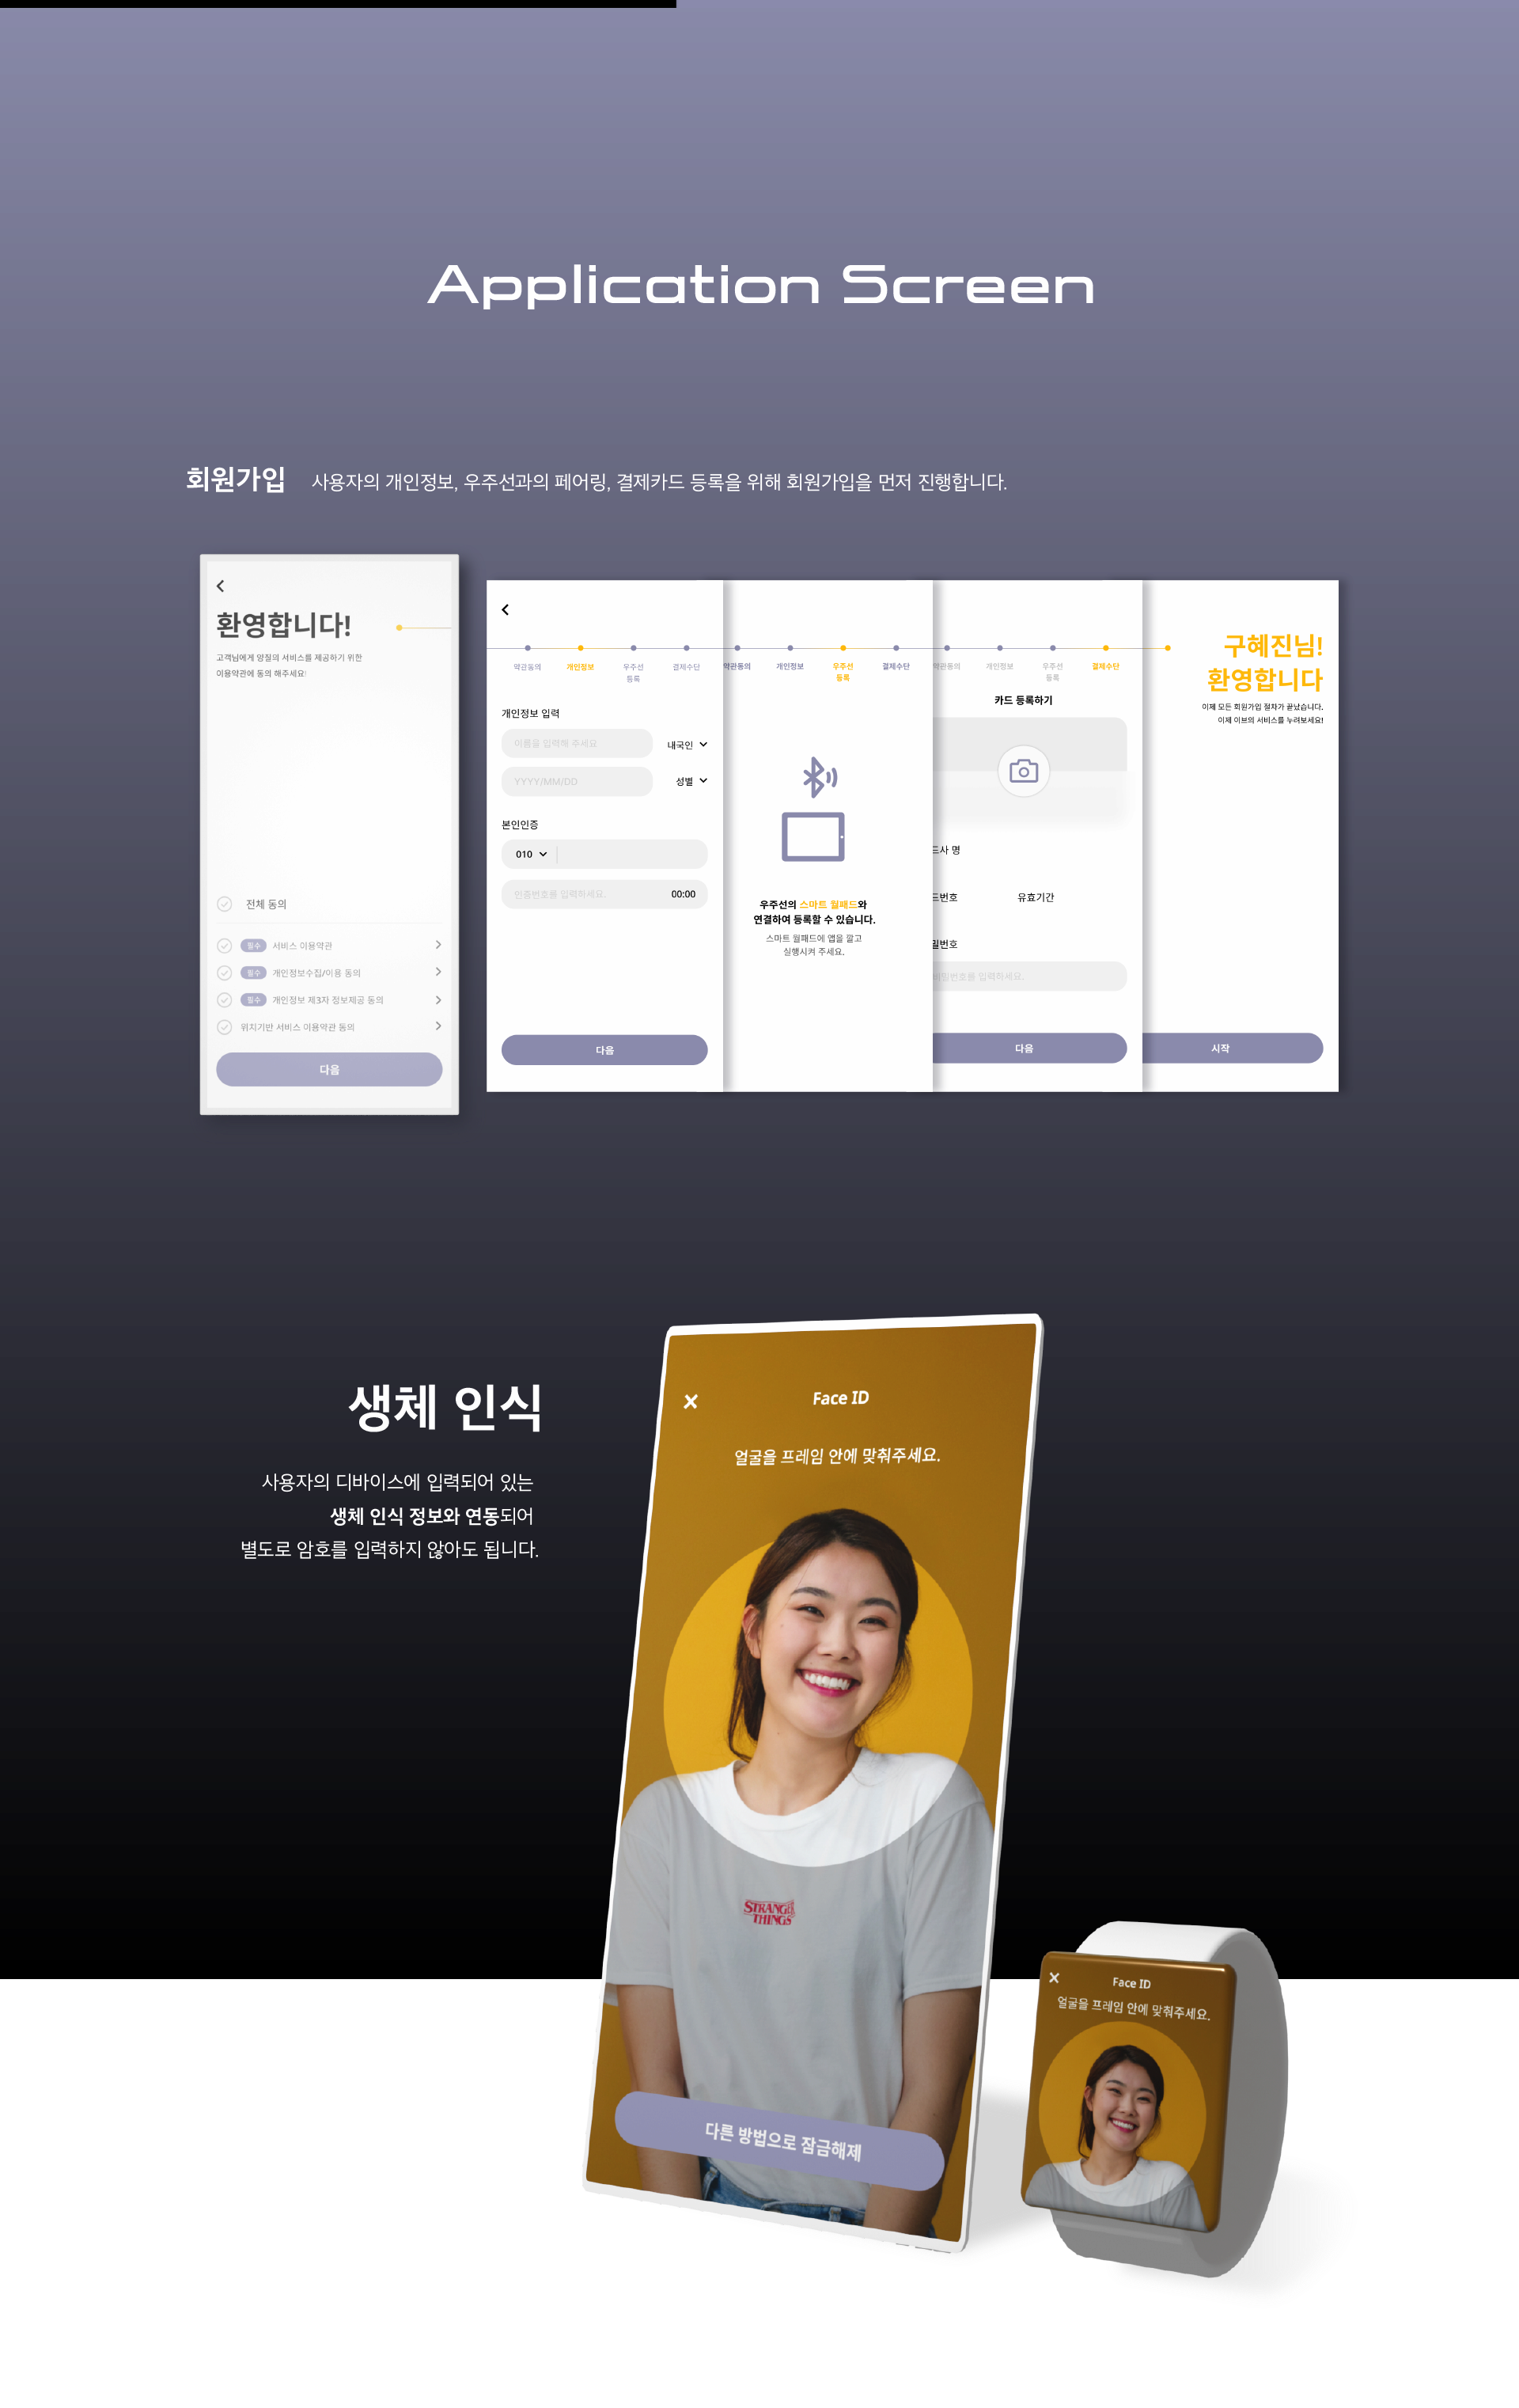 Application Screen
회원가입 사용자의 개인정보, 우주선과의 페어링, 결제카드 등록을 위해 회원가입을 먼저 진행합니다.
환영합니다!
고객님에게 양질의 서비스를 제공하기 위한
이용약관에 동의 해주세요!
전체 동의
필수 서비스 이용약관
필수 개인정보수집/이용 동의
필수 개인정보 제3자 정보제공 동의
위치기반 서비스 이용약관 동의
다음
약관동의 개인정보 우주선 결제수단
등록
개인정보 입력
이름을 입력해 주세요 내국인
YYYY/MM/DD 성별
본인인증
010
인증번호를 입력하세요. 00:00
다음
약관동의 개인정보 우주선 결제수단
등록
우주선의 스마트 월패드와
연결하여 등록할 수 있습니다.
스마트 월패드에 앱을 깔고
실행시켜 주세요.
약관동의 개인정보 우주선 결제수단
등록
카드 등록하기
드사 명
드번호 유효기간
밀번호
비밀번호를 입력하세요.
다음
구혜진님!
환영합니다
이제 모든 회원가입 절차가 끝났습니다.
이제 이브의 서비스를 누려보세요!
시작
생체 인식
사용자의 디바이스에 입력되어 있는
생체 인식 정보와 연동되어
별도로 암호를 입력하지 않아도 됩니다.
Face ID
얼굴을 프레임 안에 맞춰주세요.
STRANGER
THINGS
다른 방법으로 잠금해제
Face ID
얼굴을 프레임 안에 맞춰주세요.